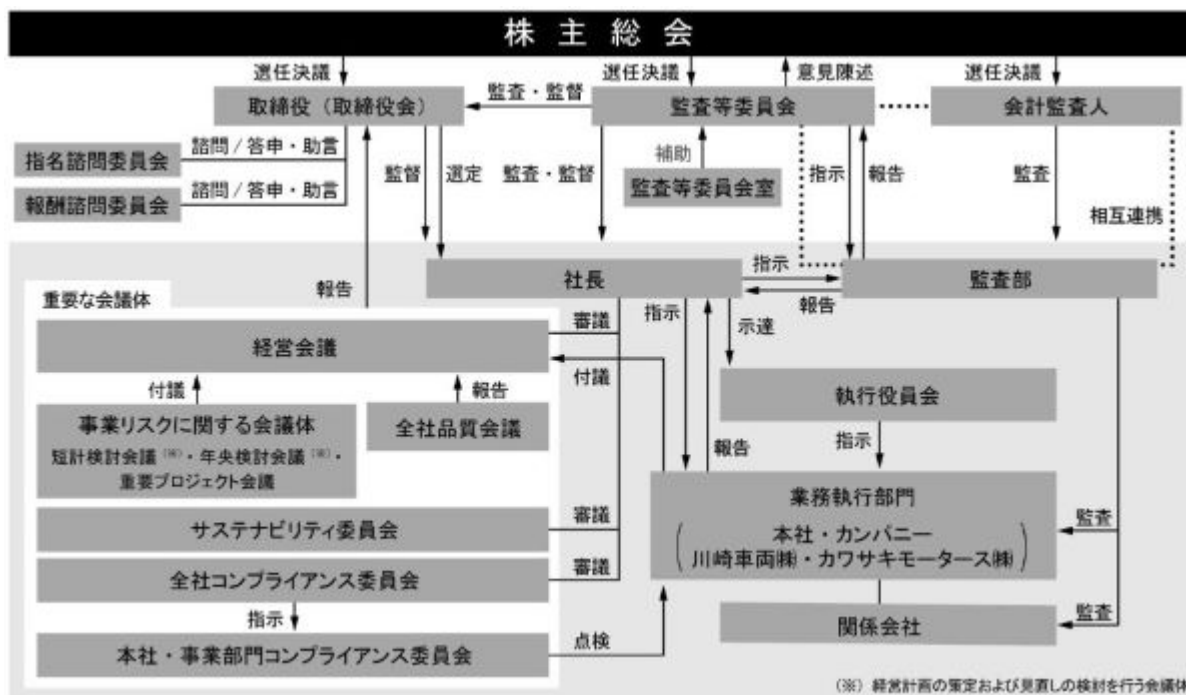 株主総会
選任決議
選任決議
意見陳述
選任決議
取締役（取締役会）
監査・監督
監査等委員会
会計監査人
指名諮問委員会
諮問/答申・助言
報酬諮問委員会
諮問/答申・助言
監督
選定
監査・監督
補助
監査等委員会室
指示
報告
監査
相互連携
社長
指示
報告
監査部
重要な会議体
報告
経営会議
審議
付議
指示
報告
示達
執行役員会
指示
付議
報告
事業リスクに関する会議体
短計検討会議（※）・年央検討会議（※）・
重要プロジェクト会議
全社品質会議
業務執行部門
（本社・カンパニー
川崎車両㈱・カワサキモータース㈱）
監査
サステナビリティ委員会
審議
全社コンプライアンス委員会
審議
指示
本社・事業部門コンプライアンス委員会
点検
関係会社
監査
（※）経営計画の策定および見直しの検討を行う会議体